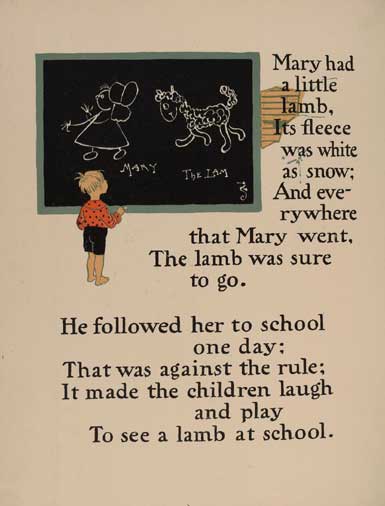 Mary had
a little
lamb,
Its fleece
was white
as snow;
And eve-
rywhere
that Mary went,
The lamb was sure
to go.
MARY
THE LAM
He followed her to school
one day;
That was against the rule;
It made the children laugh
and play
To see a lamb at school.